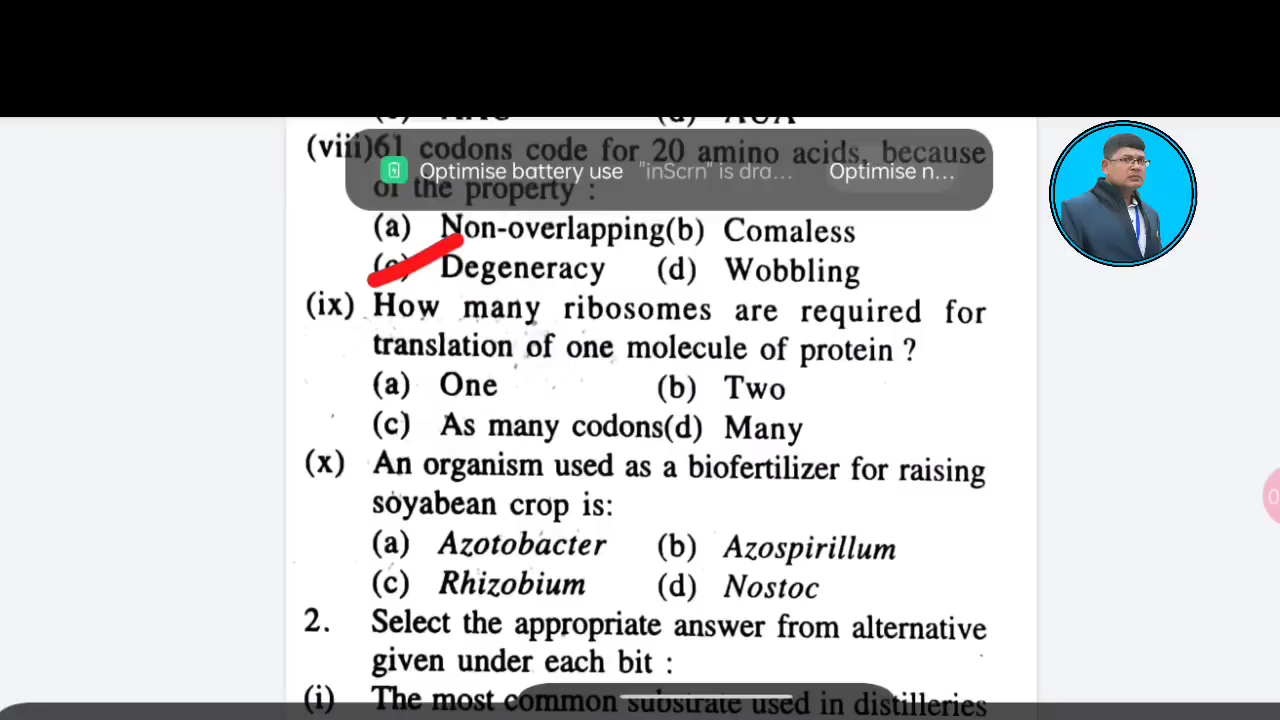 (viii)61 codons code for 20 amino acids, because
Optimise battery use "inScrn" is dra... Optimise n...
of the property :
(a) Non-overlapping(b) Comaless
(c) Degeneracy (d) Wobbling
(ix) How many ribosomes are required for
translation of one molecule of protein ?
(a) One (b) Two
(c) As many codons(d) Many
(x) An organism used as a biofertilizer for raising
soyabean crop is:
(a) Azotobacter (b) Azospirillum
(c) Rhizobium (d) Nostoc
2. Select the appropriate answer from alternative
given under each bit :
(i) The most common substrate used in distilleries